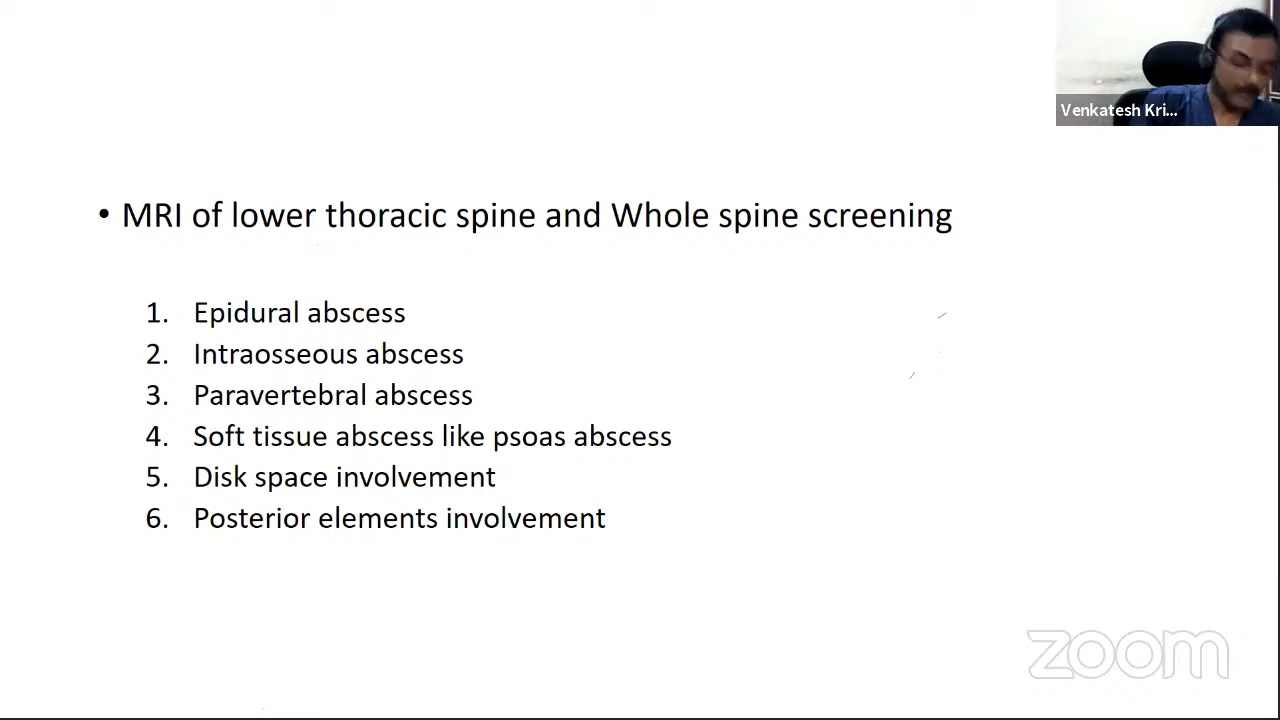 Venkatesh Kri...
• MRI of lower thoracic spine and Whole spine screening
1. Epidural abscess
2. Intraosseous abscess
3. Paravertebral abscess
4. Soft tissue abscess like psoas abscess
5. Disk space involvement
6. Posterior elements involvement
zoom